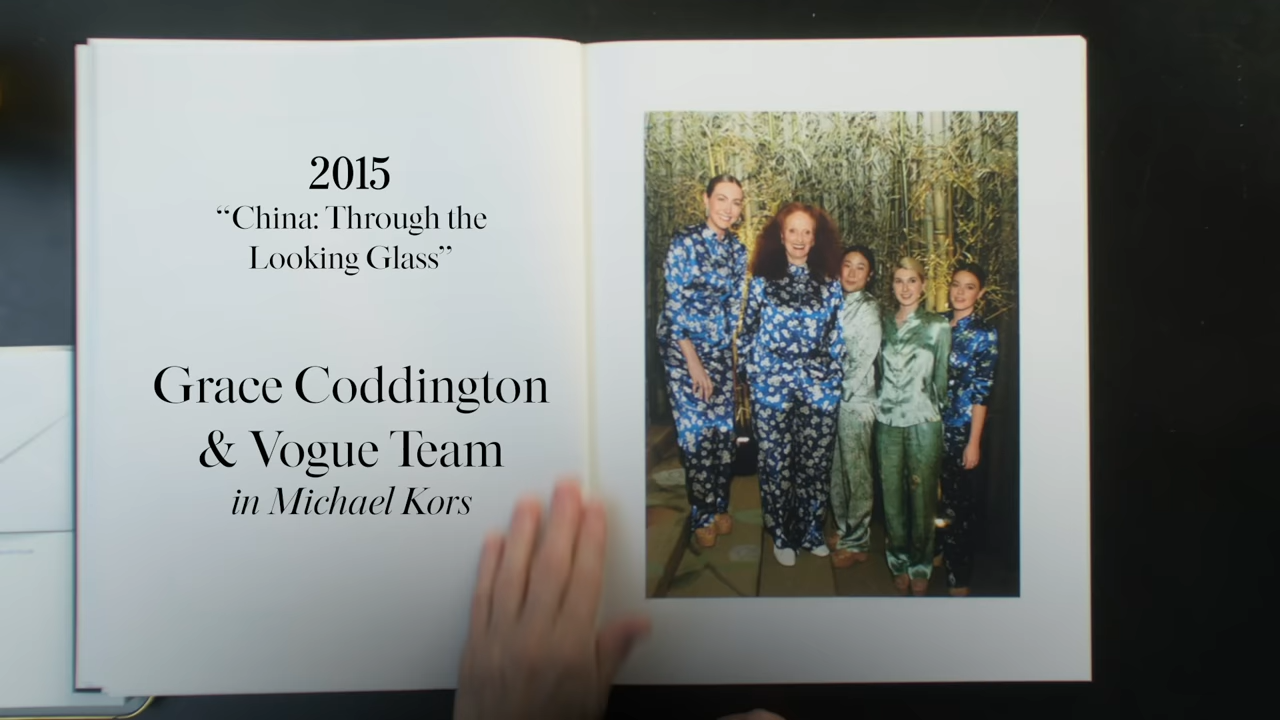 2015
“China: Through the
Looking Glass”
Grace Coddington
& Vogue Team
in Michael Kors